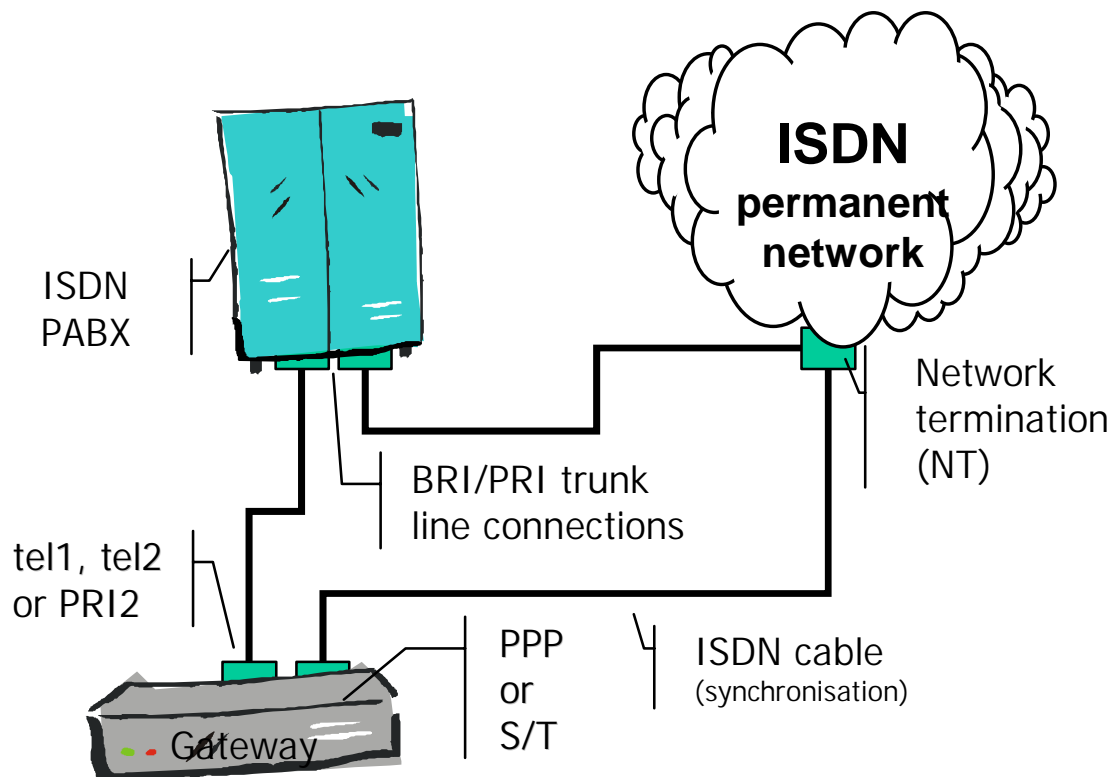 ISDN
permanent
network
ISDN
PABX
Network
termination
(NT)
BRI/PRI trunk
line connections
tel1, tel2
or PRI2
PPP
or
S/T
ISDN cable
(synchronisation)
Gateway